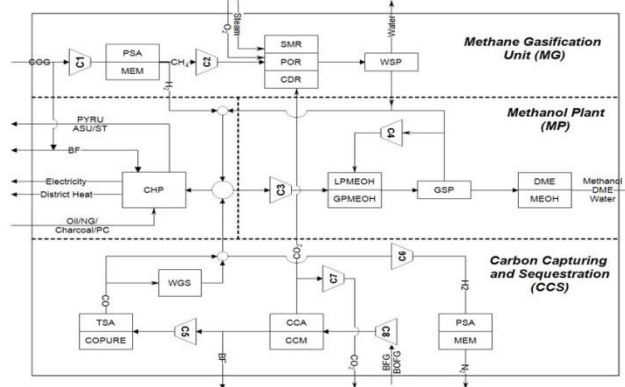 O₂
Steam
Water
Methane Gasification
Unit (MG)
COG
C1
PSA
MEM
CH₄
C2
SMR
POR
CDR
WSP
H₂
PYRU
ASU/ST
BF
Electricity
District Heat
Oil/NG/
Charcoal/PC
CHP
C3
C4
LPMEOH
GPMEOH
GSP
DME
MEOH
Methanol
DME
Water
Methanol Plant
(MP)
Carbon Capturing
and Sequestration
(CCS)
CO
WGS
TSA
COPURE
C5
BF
CCA
CCM
CO₂
C7
CO₂
C8
BFG
BOFG
C6
H2
PSA
MEM
N₂